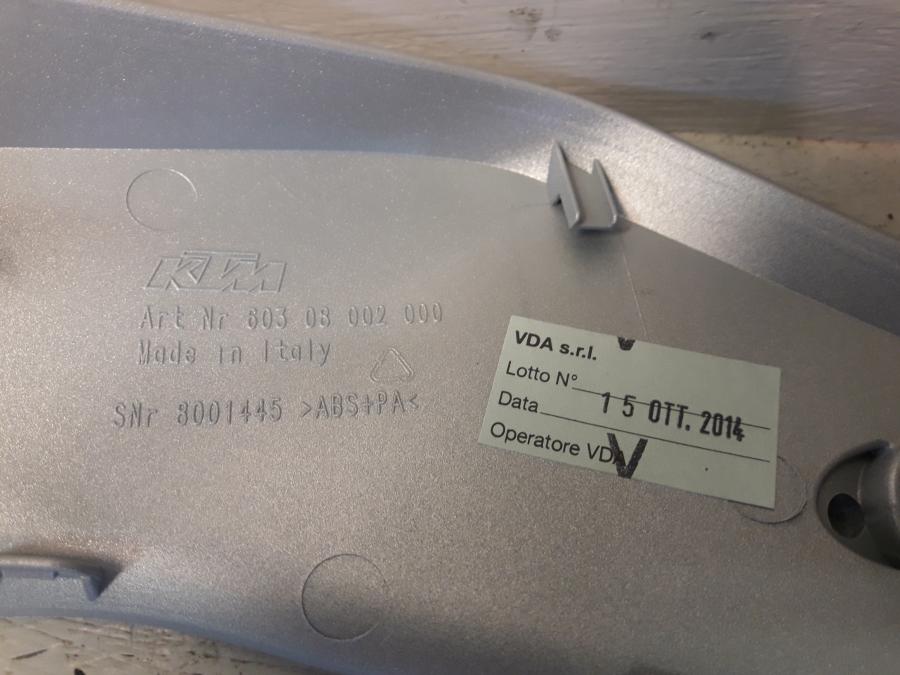 KTM
Art Nr 603 08 002 000
Made in Italy
SNr 8001445 >ABS+PA<
VDA s.r.l.
Lotto N°
Data 15 OTT. 2014
Operatore VDA